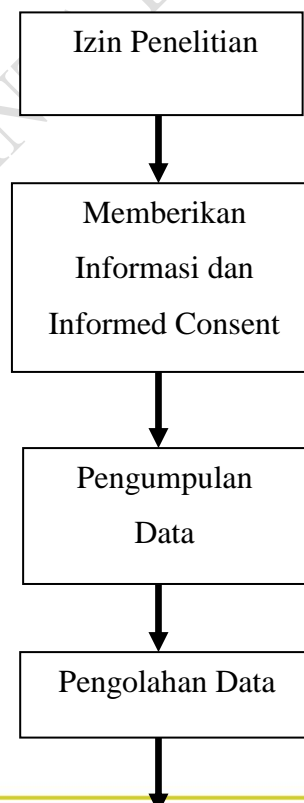 Izin Penelitian
Memberikan
Informasi dan
Informed Consent
Pengumpulan
Data
Pengolahan Data